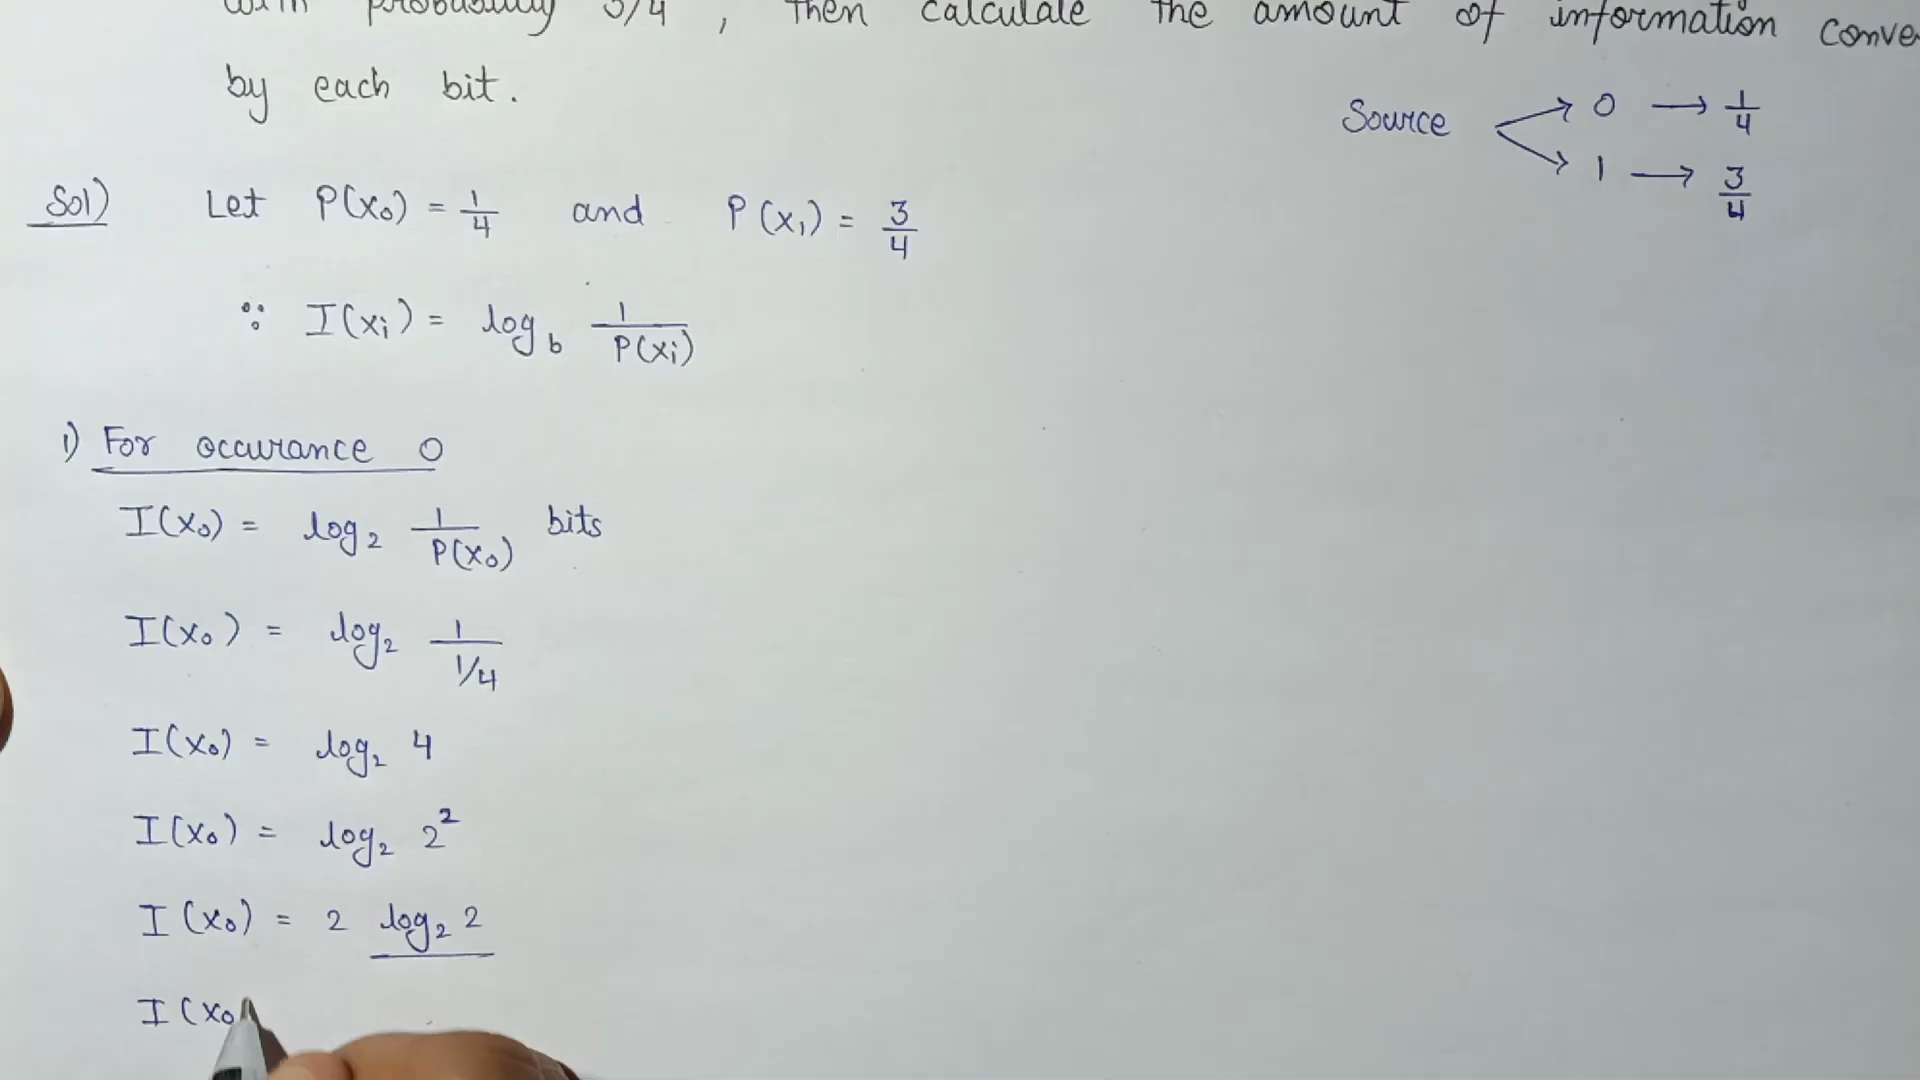 with probability 3/4 , then calculate the amount of information conve
by each bit.
Source 0 → 1/4
1 → 3/4
Sol) Let P(x₀) = 1/4 and P(x₁) = 3/4
∵ I(xᵢ) = log_b 1/P(xᵢ)
1) For occurance 0
I(x₀) = log₂ 1/P(x₀) bits
I(x₀) = log₂ 1/(1/4)
I(x₀) = log₂ 4
I(x₀) = log₂ 2²
I(x₀) = 2 log₂ 2
I(x₀